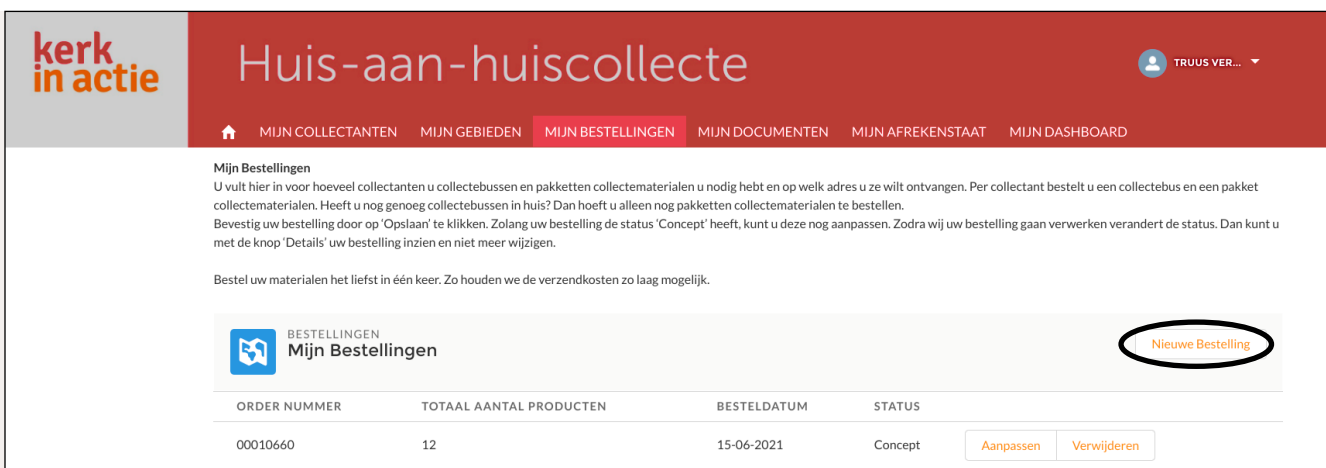 kerk
in actie
Huis-aan-huiscollecte
TRUUS VER...
MIJN COLLECTANTEN MIJN GEBIEDEN MIJN BESTELLINGEN MIJN DOCUMENTEN MIJN AFREKENSTAAT MIJN DASHBOARD
Mijn Bestellingen
U vult hier in voor hoeveel collectanten u collectebussen en pakketten collectematerialen u nodig hebt en op welk adres u ze wilt ontvangen. Per collectant bestelt u een collectebus en een pakket
collectematerialen. Heeft u nog genoeg collectebussen in huis? Dan hoeft u alleen nog pakketten collectematerialen te bestellen.
Bevestig uw bestelling door op 'Opslaan' te klikken. Zolang uw bestelling de status 'Concept' heeft, kunt u deze nog aanpassen. Zodra wij uw bestelling gaan verwerken verandert de status. Dan kunt u
met de knop 'Details' uw bestelling inzien en niet meer wijzigen.
Bestel uw materialen het liefst in één keer. Zo houden we de verzendkosten zo laag mogelijk.
BESTELLINGEN
Mijn Bestellingen
Nieuwe Bestelling
ORDER NUMMER TOTAAL AANTAL PRODUCTEN BESTELDATUM STATUS
00010660 12 15-06-2021 Concept Aanpassen Verwijderen